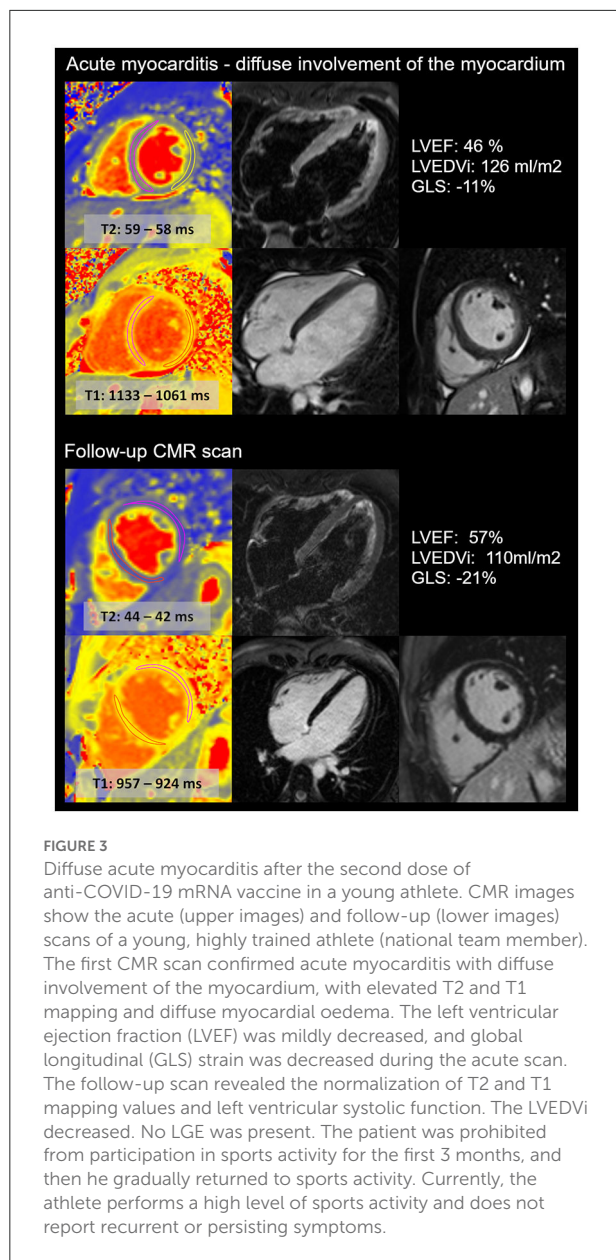 Acute myocarditis - diffuse involvement of the myocardium
LVEF: 46 %
LVEDVi: 126 ml/m2
GLS: -11%
T2: 59 – 58 ms
T1: 1133 – 1061 ms
Follow-up CMR scan
LVEF:  57%
LVEDVi:  110ml/m2
GLS: -21%
T2: 44 – 42 ms
T1: 957 – 924 ms
FIGURE 3
Diffuse acute myocarditis after the second dose of
anti-COVID-19 mRNA vaccine in a young athlete. CMR images
show the acute (upper images) and follow-up (lower images)
scans of a young, highly trained athlete (national team member).
The first CMR scan confirmed acute myocarditis with diffuse
involvement of the myocardium, with elevated T2 and T1
mapping and diffuse myocardial oedema. The left ventricular
ejection fraction (LVEF) was mildly decreased, and global
longitudinal (GLS) strain was decreased during the acute scan.
The follow-up scan revealed the normalization of T2 and T1
mapping values and left ventricular systolic function. The LVEDVi
decreased. No LGE was present. The patient was prohibited
from participation in sports activity for the first 3 months, and
then he gradually returned to sports activity. Currently, the
athlete performs a high level of sports activity and does not
report recurrent or persisting symptoms.